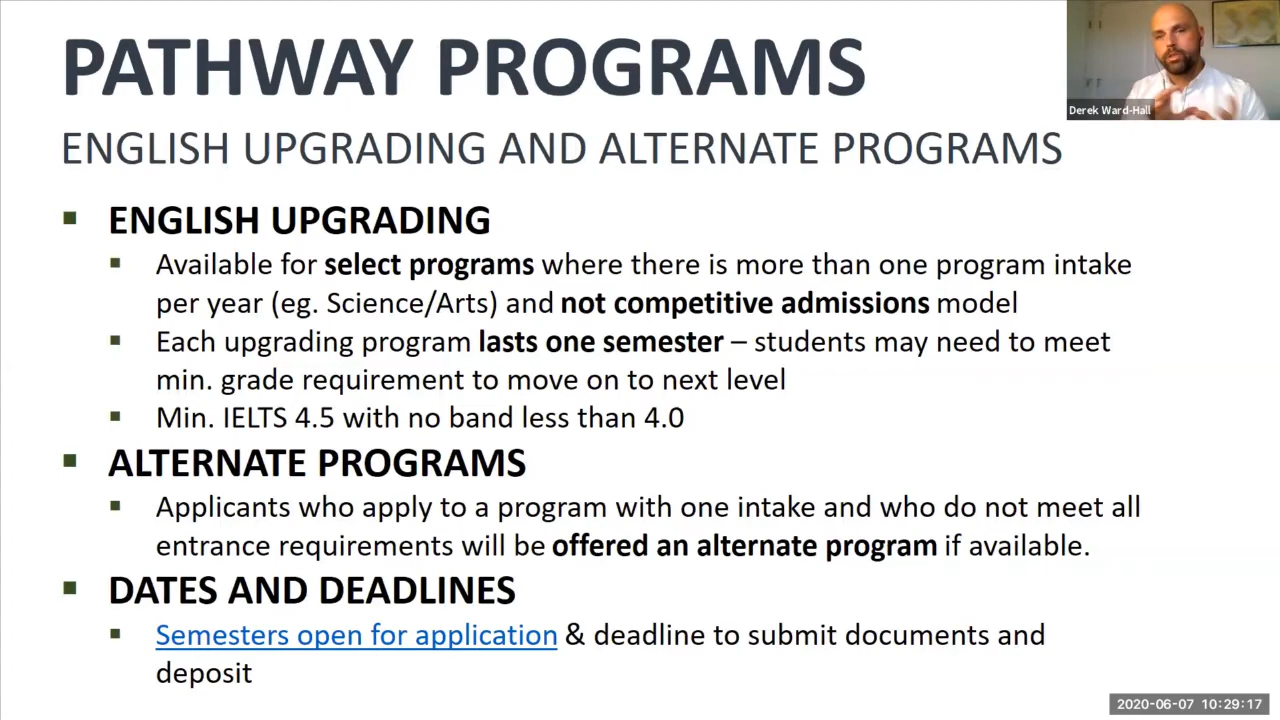 PATHWAY PROGRAMS
Derek Ward-Hall
ENGLISH UPGRADING AND ALTERNATE PROGRAMS
ENGLISH UPGRADING
Available for select programs where there is more than one program intake
per year (eg. Science/Arts) and not competitive admissions model
Each upgrading program lasts one semester – students may need to meet
min. grade requirement to move on to next level
Min. IELTS 4.5 with no band less than 4.0
ALTERNATE PROGRAMS
Applicants who apply to a program with one intake and who do not meet all
entrance requirements will be offered an alternate program if available.
DATES AND DEADLINES
Semesters open for application & deadline to submit documents and
deposit
2020-06-07 10:29:17